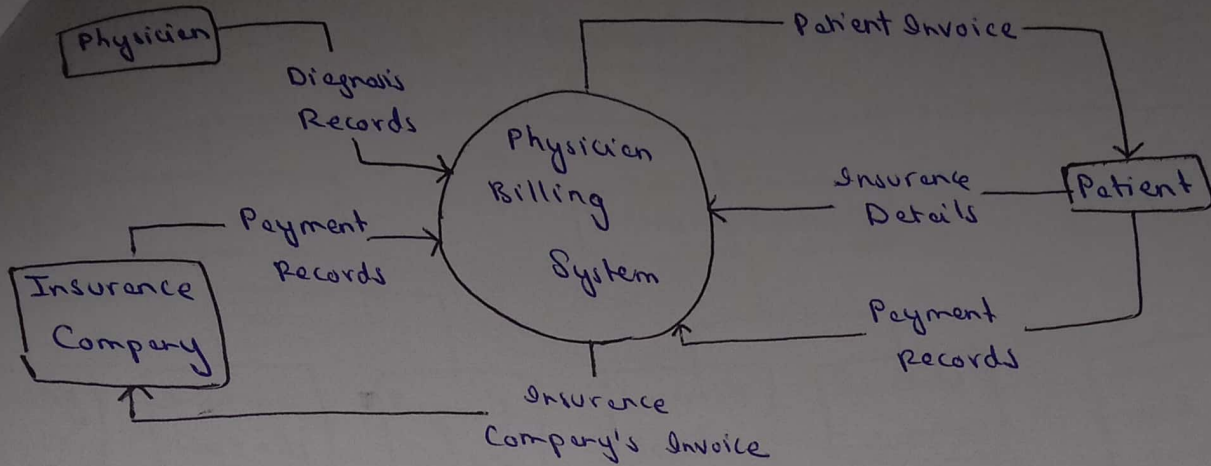 Physician
Diagnosis
Records
Patient Invoice
Physician
Billing
System
Insurance
Details
Patient
Payment
Records
Insurance
Company
Payment
Records
Insurance
Company's Invoice